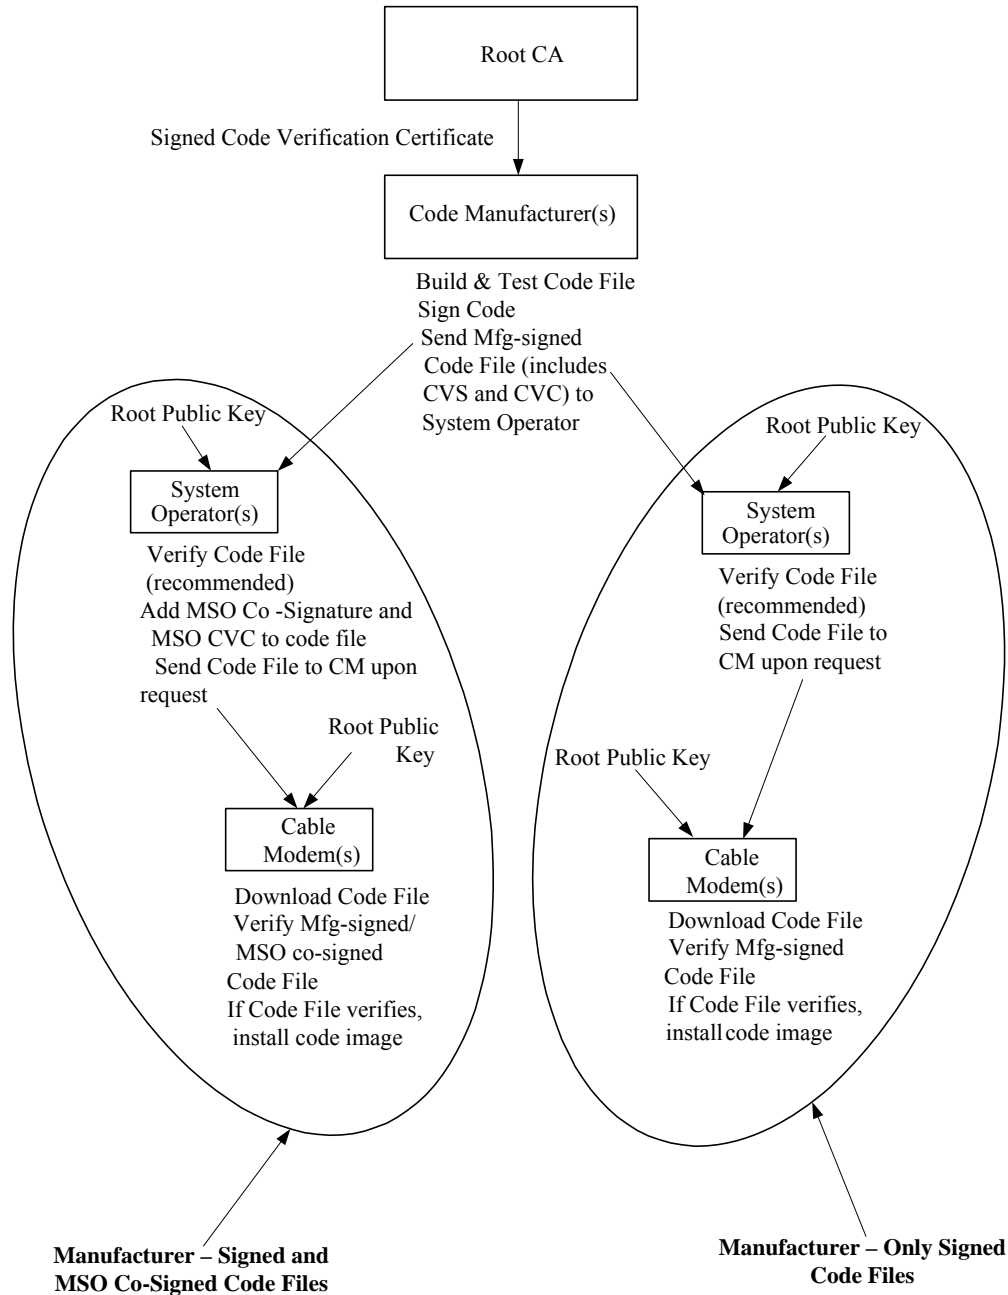 Root CA
Signed Code Verification Certificate
Code Manufacturer(s)
Build & Test Code File
Sign Code
Send Mfg-signed
Code File (includes
CVS and CVC) to
System Operator
Root Public Key
System
Operator(s)
Verify Code File
(recommended)
Add MSO Co -Signature and
MSO CVC to code file
Send Code File to CM upon
request
Root Public
Key
Cable
Modem(s)
Download Code File
Verify Mfg-signed/
MSO co-signed
Code File
If Code File verifies,
install code image
Manufacturer – Signed and
MSO Co-Signed Code Files
Root Public Key
System
Operator(s)
Verify Code File
(recommended)
Send Code File to
CM upon request
Root Public Key
Cable
Modem(s)
Download Code File
Verify Mfg-signed
Code File
If Code File verifies,
install code image
Manufacturer – Only Signed
Code Files